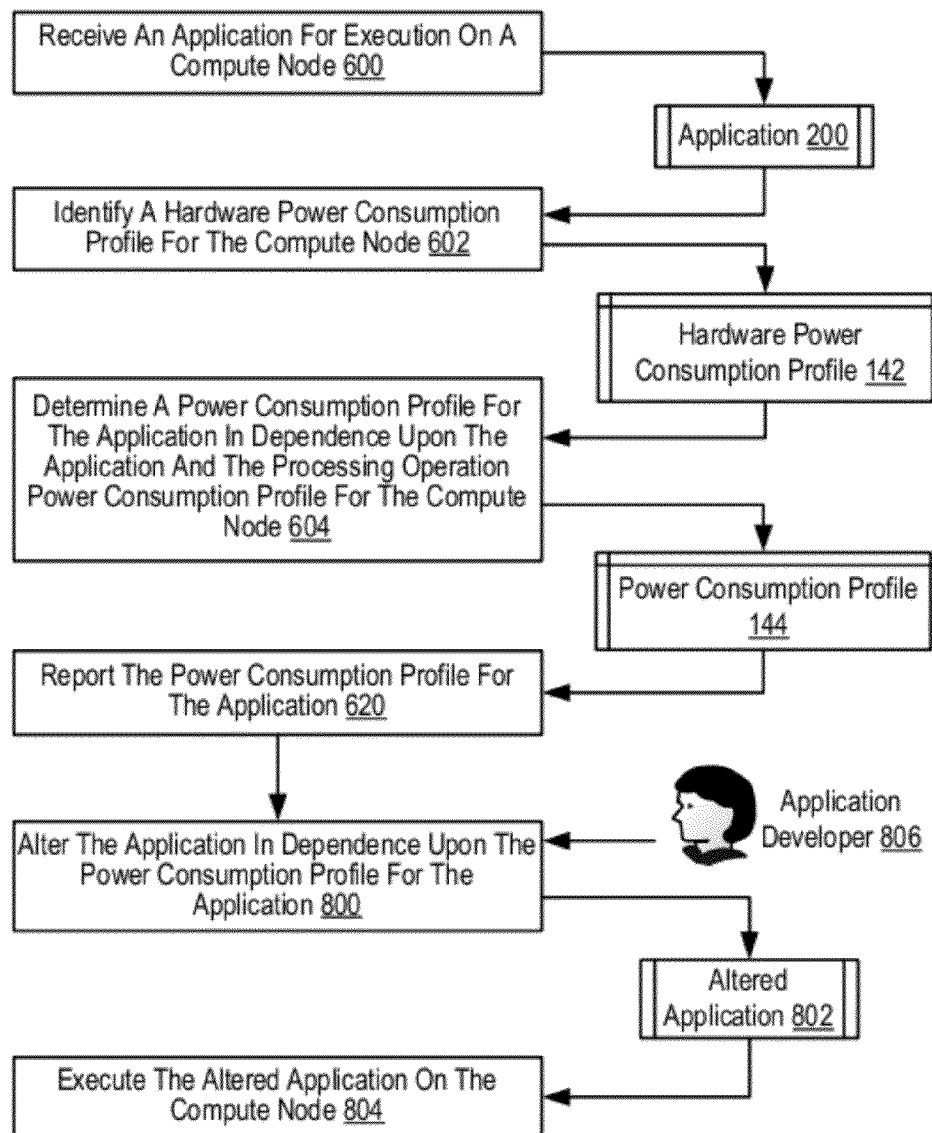 Receive An Application For Execution On A
Compute Node 600
Application 200
Identify A Hardware Power Consumption
Profile For The Compute Node 602
Hardware Power
Consumption Profile 142
Determine A Power Consumption Profile For
The Application In Dependence Upon The
Application And The Processing Operation
Power Consumption Profile For The Compute
Node 604
Power Consumption Profile
144
Report The Power Consumption Profile For
The Application 620
Application
Developer 806
Alter The Application In Dependence Upon The
Power Consumption Profile For The
Application 800
Altered
Application 802
Execute The Altered Application On The
Compute Node 804